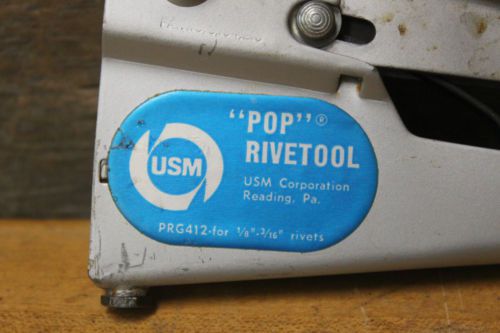 "POP"®
RIVETOOL
USM
USM Corporation
Reading, Pa.
PRG412-for 1/8"-3/16" rivets